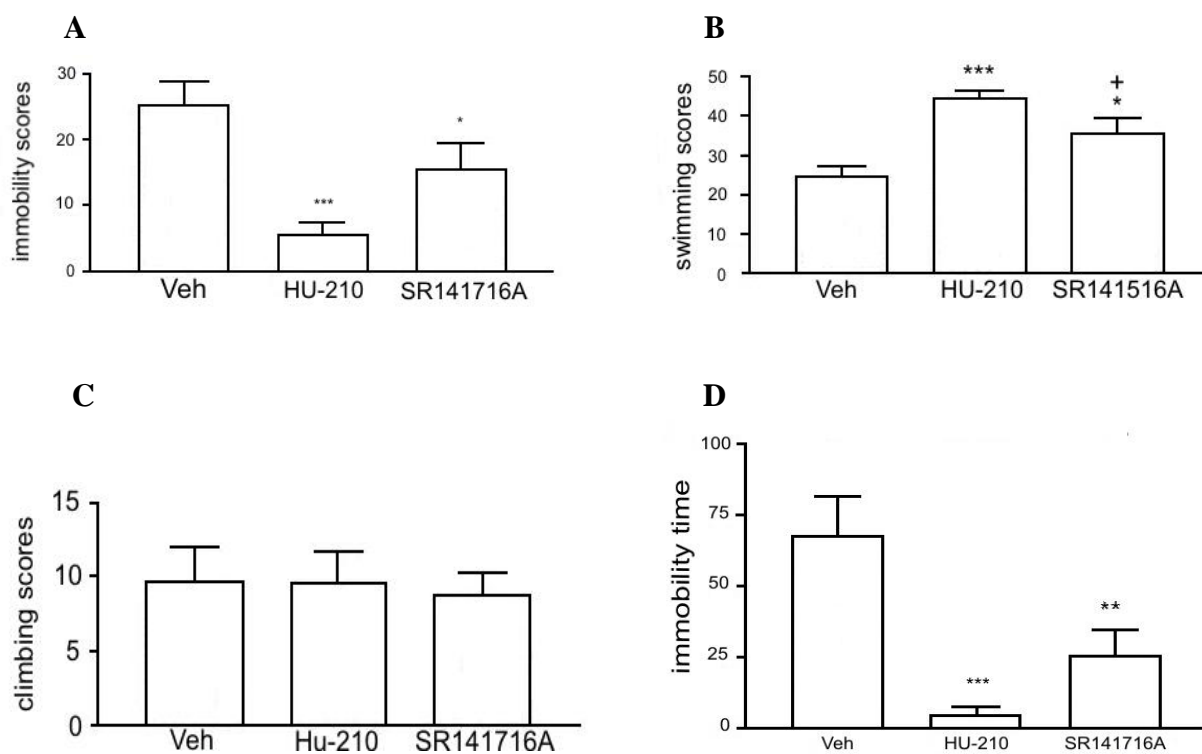 A
immobility scores
30
20
10
0
***
*
Veh HU-210 SR141716A
B
swimming scores
50
40
30
20
10
0
***
+
*
Veh HU-210 SR141516A
C
climbing scores
15
10
5
0
Veh Hu-210 SR141716A
D
immobility time
100
75
50
25
0
***
**
Veh HU-210 SR141716A